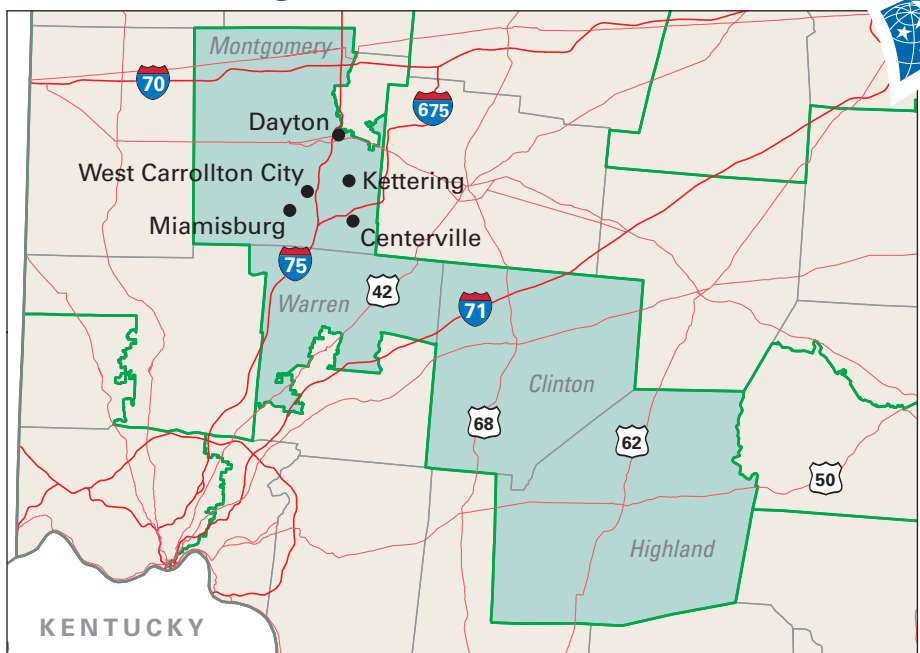 Montgomery
70
675
Dayton
West Carrollton City
Kettering
Miamisburg
Centerville
75
42
Warren
71
Clinton
68
62
50
Highland
KENTUCKY